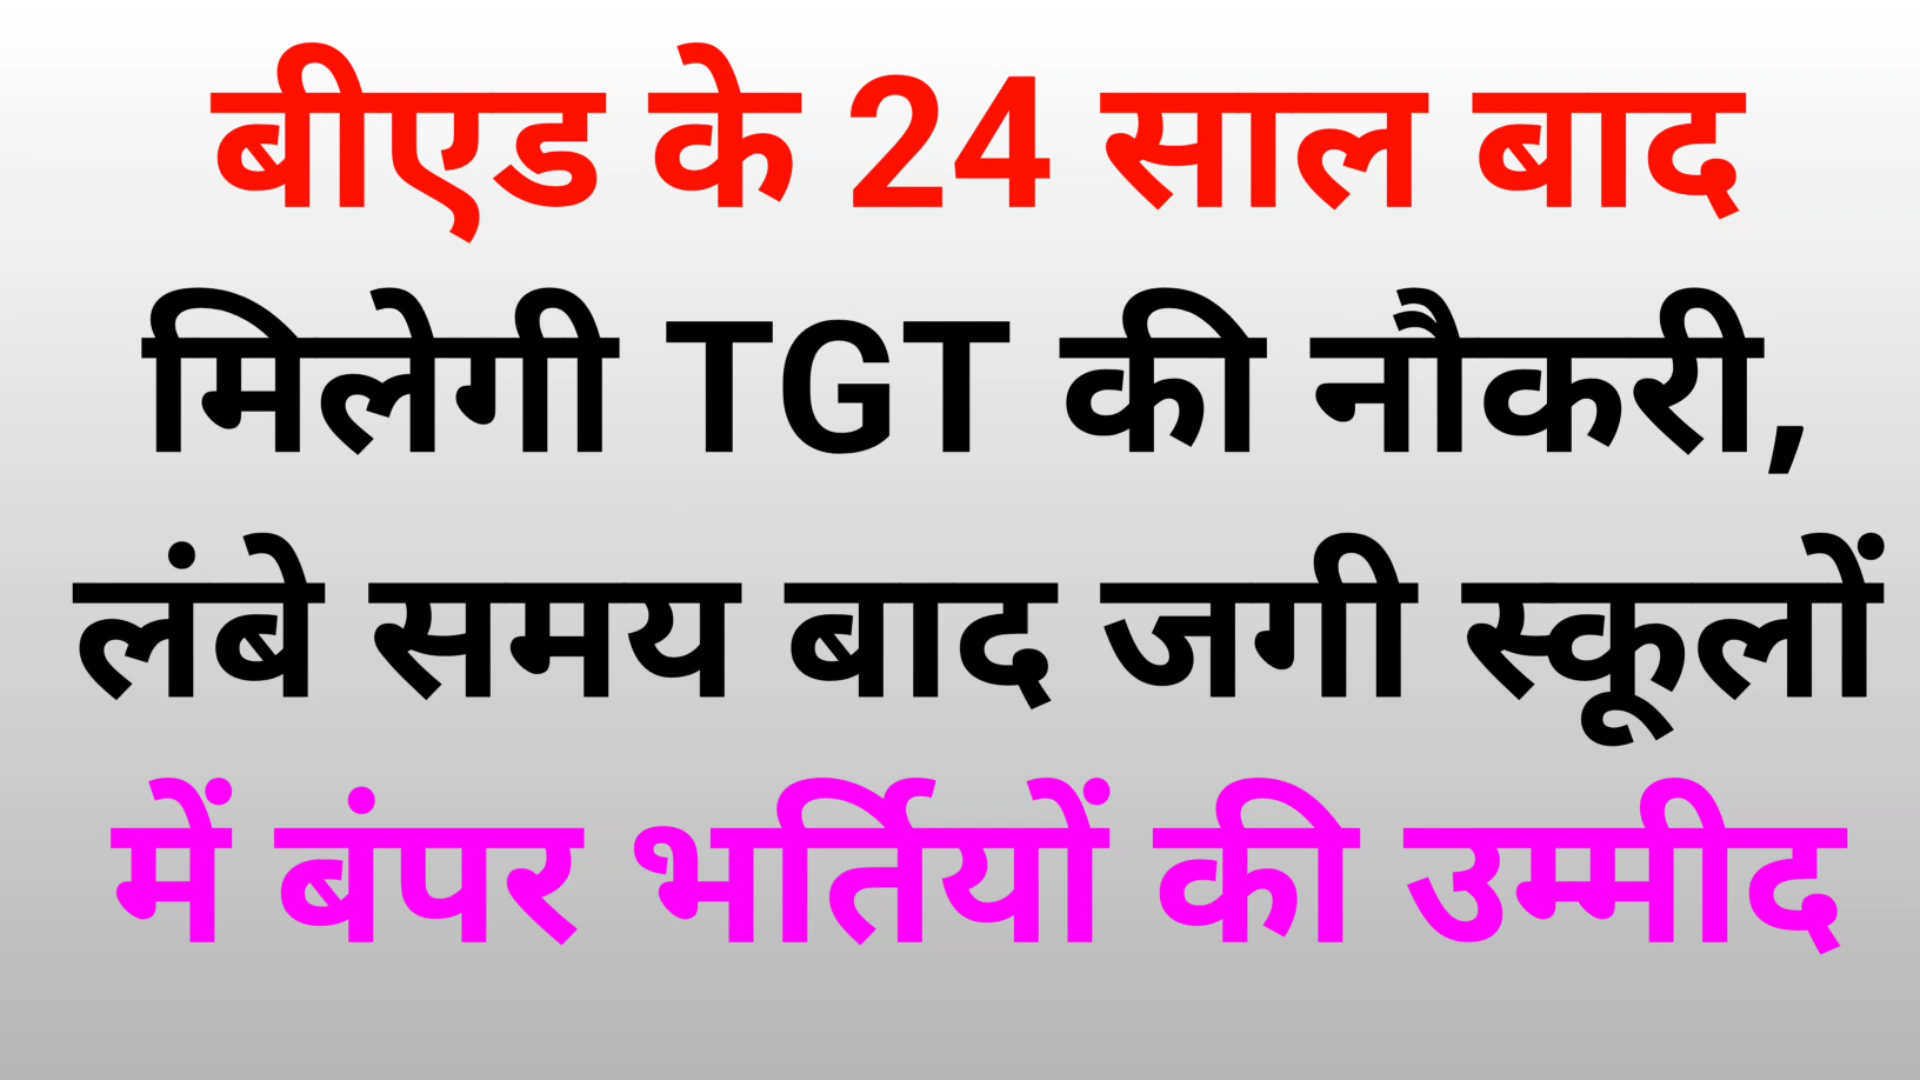 बीएड के 24 साल बाद
मिलेगी TGT की नौकरी,
लंबे समय बाद जगी स्कूलों
में बंपर भर्तियों की उम्मीद